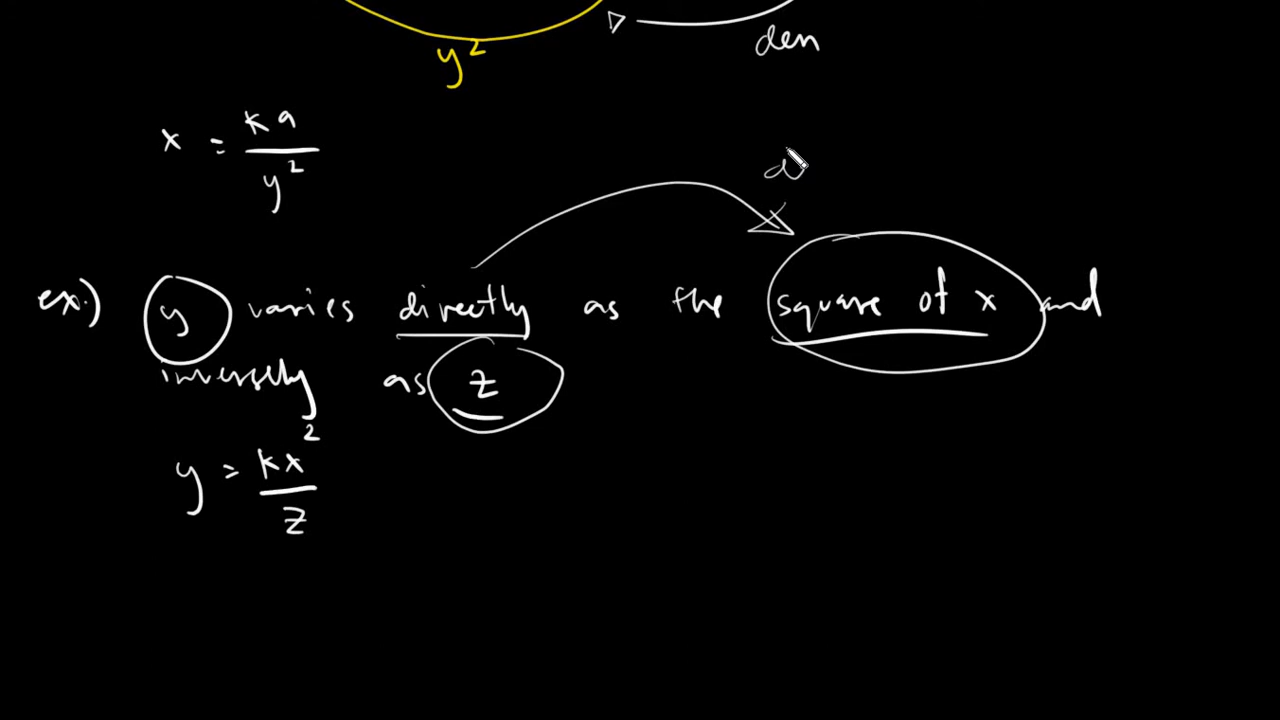 y²
den
x = ka / y²
ex.) y varies directly as the square of x and
inversely as z
y = kx² / z